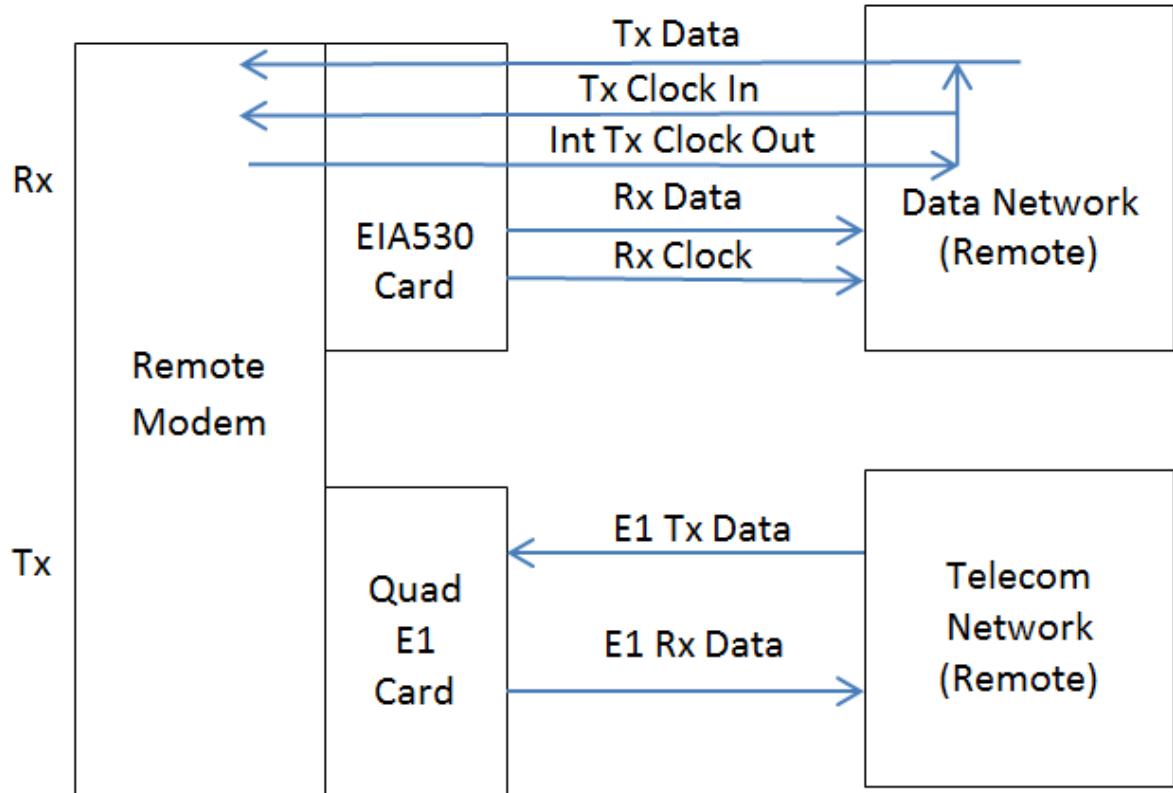 Tx Data
Tx Clock In
Int Tx Clock Out
Rx
Rx Data
Rx Clock
EIA530
Card
Data Network
(Remote)
Remote
Modem
Tx
E1 Tx Data
E1 Rx Data
Quad
E1
Card
Telecom
Network
(Remote)